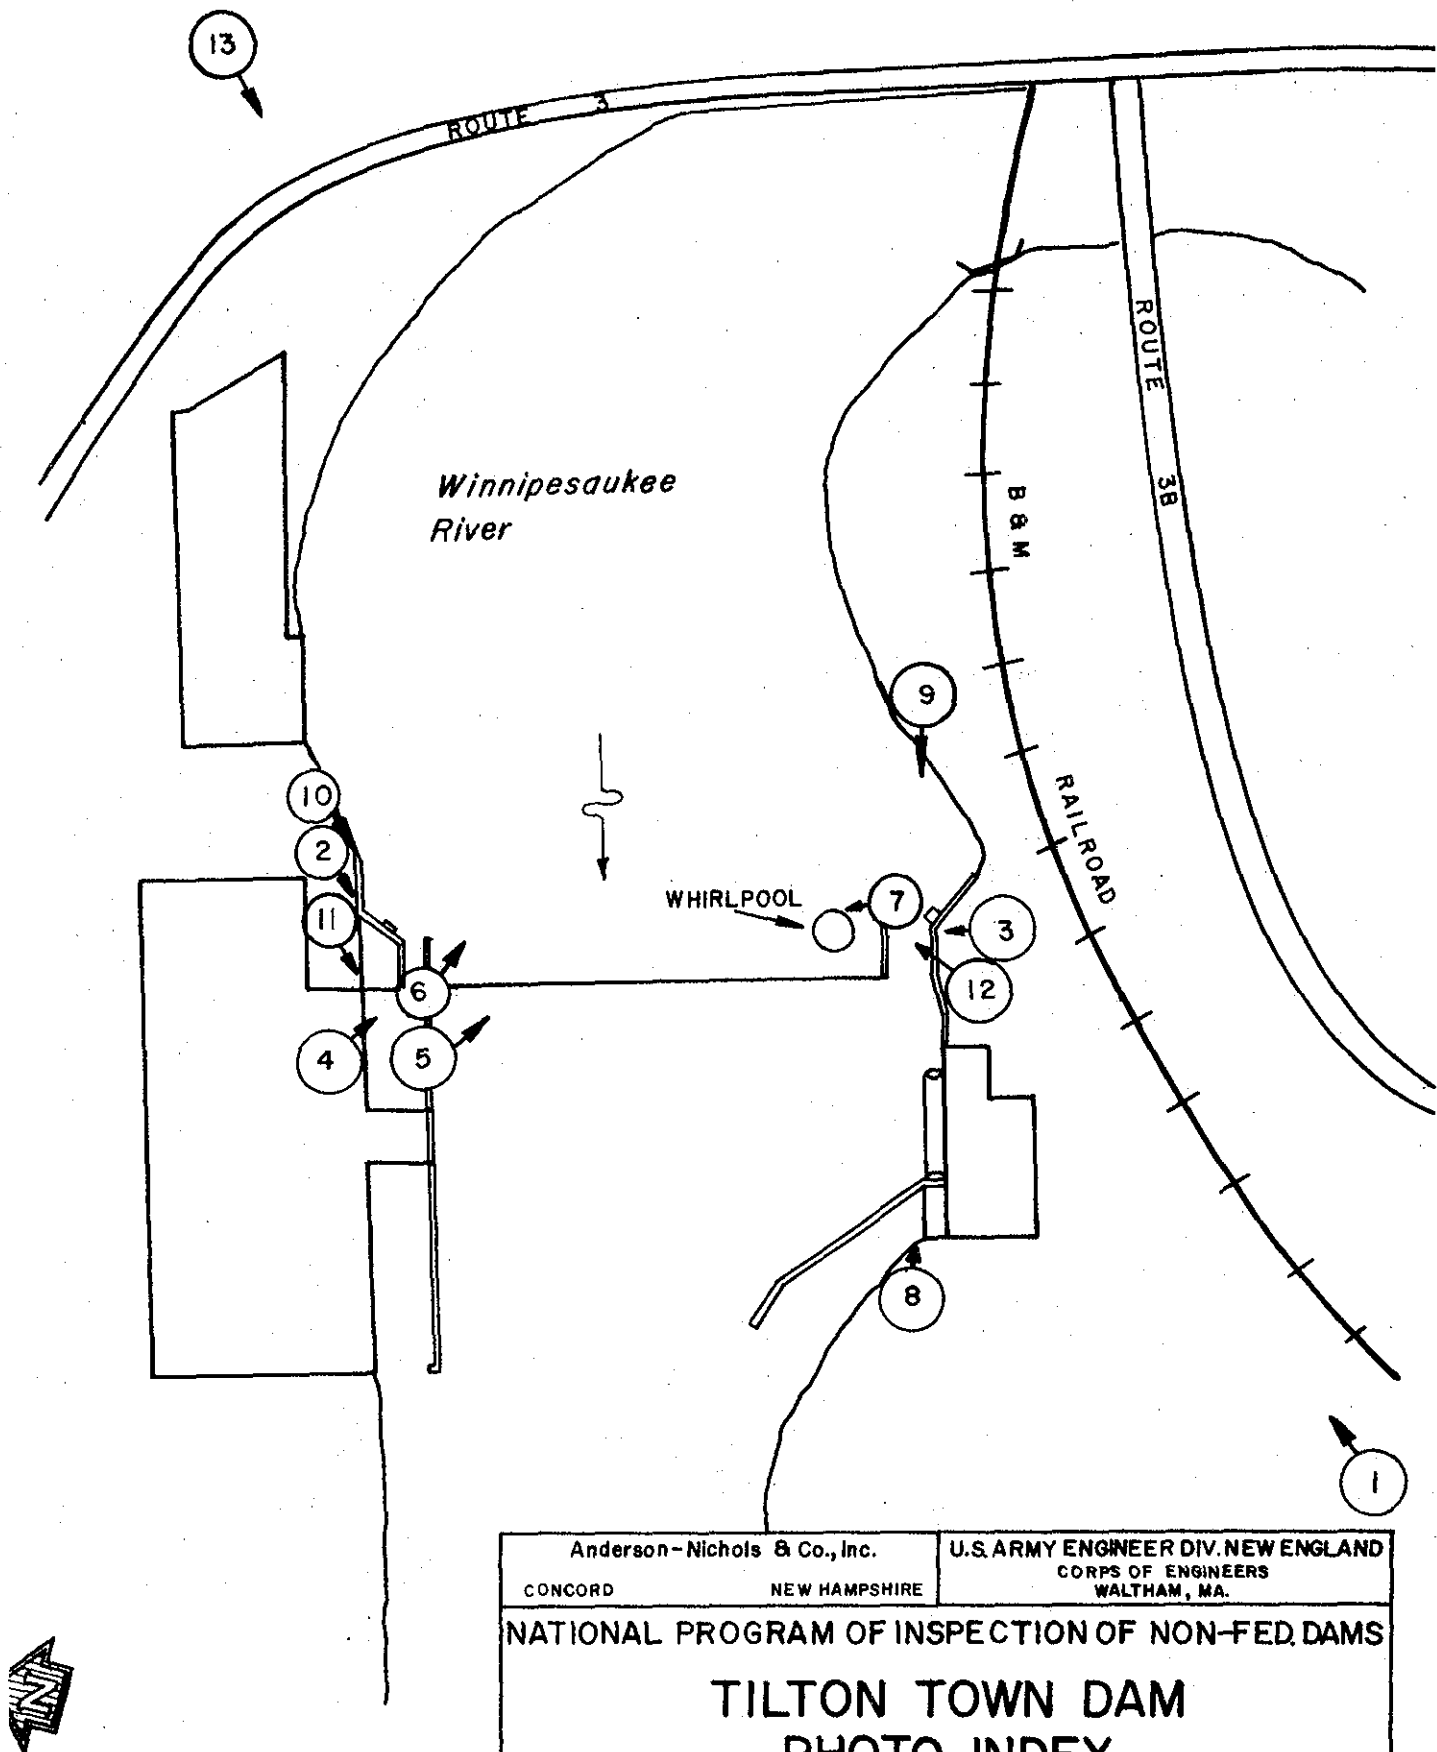 13
ROUTE 3
ROUTE 3B
Winnipesaukee
River
B & M
RAILROAD
9
10
2
11
WHIRLPOOL
7
3
12
6
4
5
8
1
Anderson-Nichols & Co., Inc.
CONCORD NEW HAMPSHIRE
U.S. ARMY ENGINEER DIV. NEW ENGLAND
CORPS OF ENGINEERS
WALTHAM, MA.
NATIONAL PROGRAM OF INSPECTION OF NON-FED. DAMS
TILTON TOWN DAM
PHOTO INDEX
N